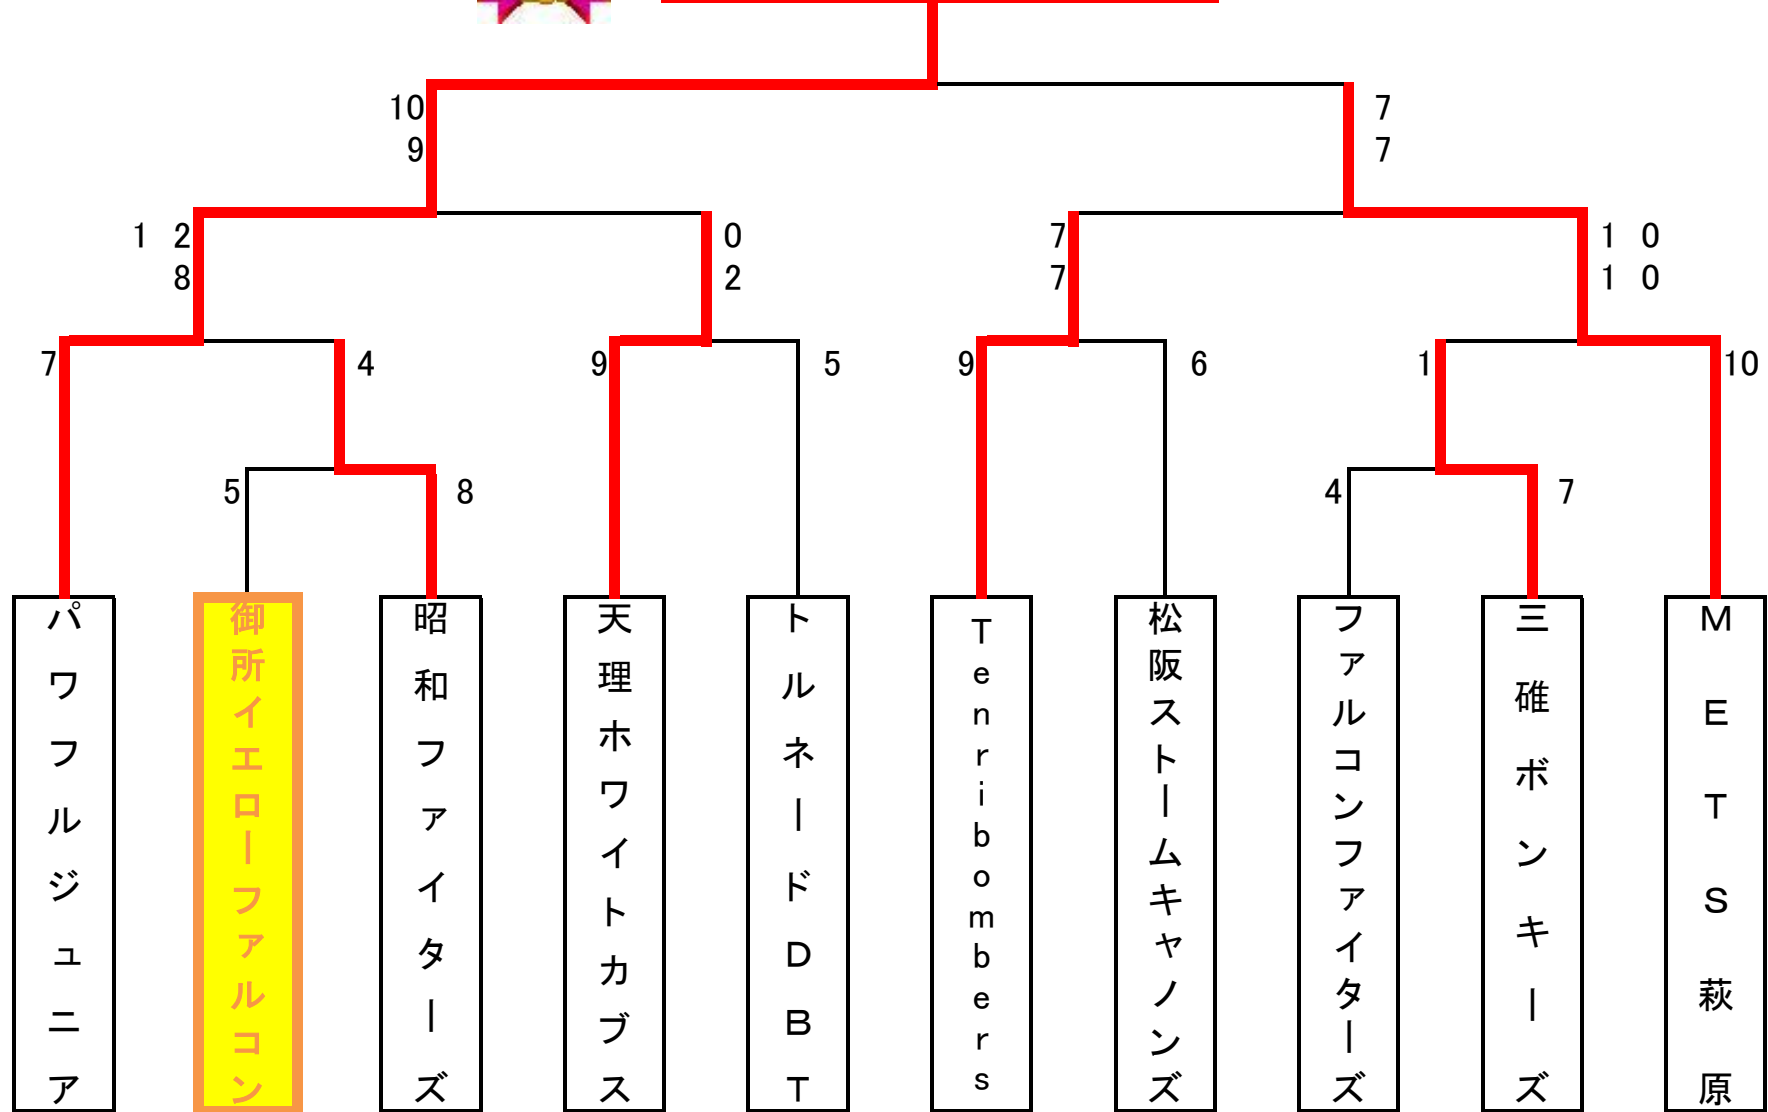 10 7
9 7
1 2 0 7 1 0
8 2 7 1 0
7 4 9 5 9 6 1 10
5 8 4 7
パワフルジュニア
御所イエローファルコン
昭和ファイターズ
天理ホワイトカブス
トルネードDBT
Tenribombers
松阪ストームキャノンズ
ファルコンファイターズ
三碓ボンキーズ
METS萩原